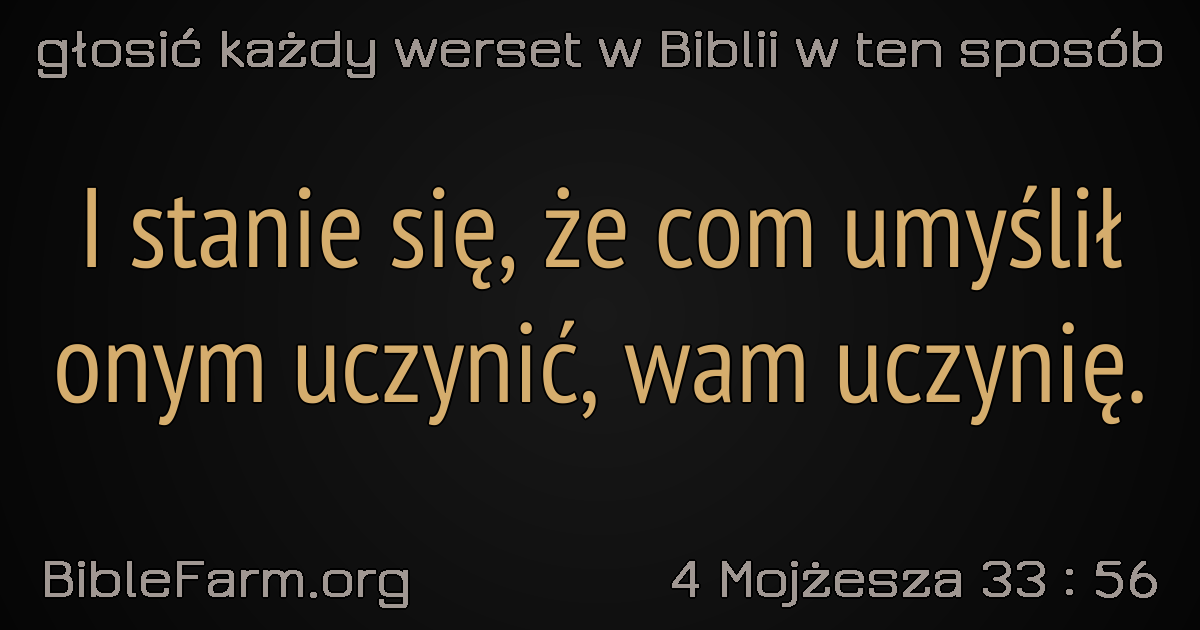 głosić każdy werset w Biblii w ten sposób
I stanie się, że com umyślił
onym uczynić, wam uczynię.
BibleFarm.org
4 Mojżesza 33 : 56